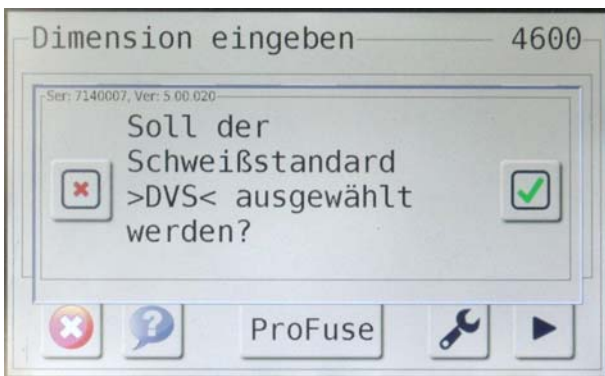 Dimension eingeben 4600
Ser: 7140007, Ver: 5.00.020
Soll der
Schweißstandard
>DVS< ausgewählt
werden?
ProFuse